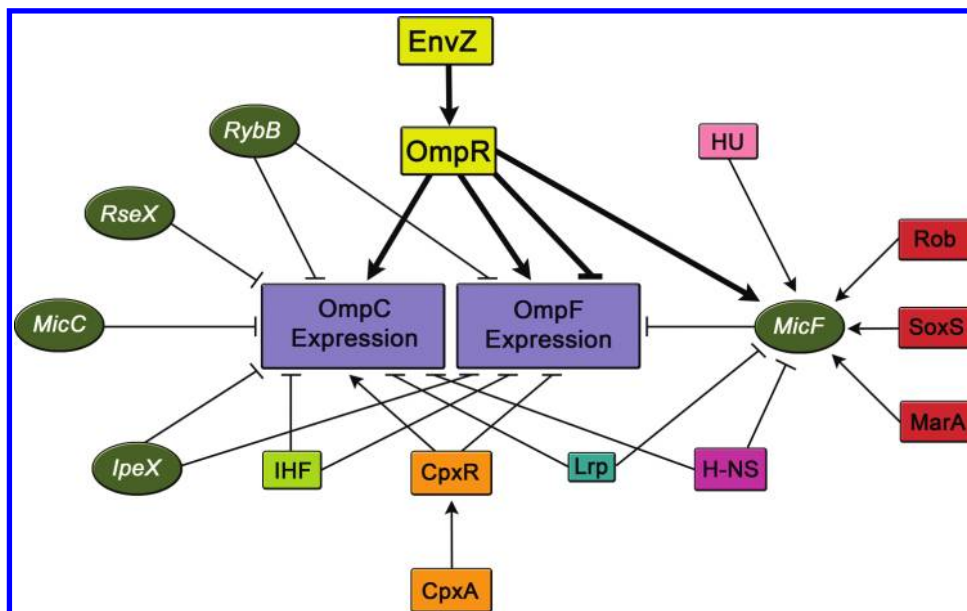 EnvZ
RybB
OmpR
HU
RseX
Rob
OmpC
Expression
OmpF
Expression
MicC
MicF
SoxS
MarA
IpeX
IHF
CpxR
Lrp
H-NS
CpxA